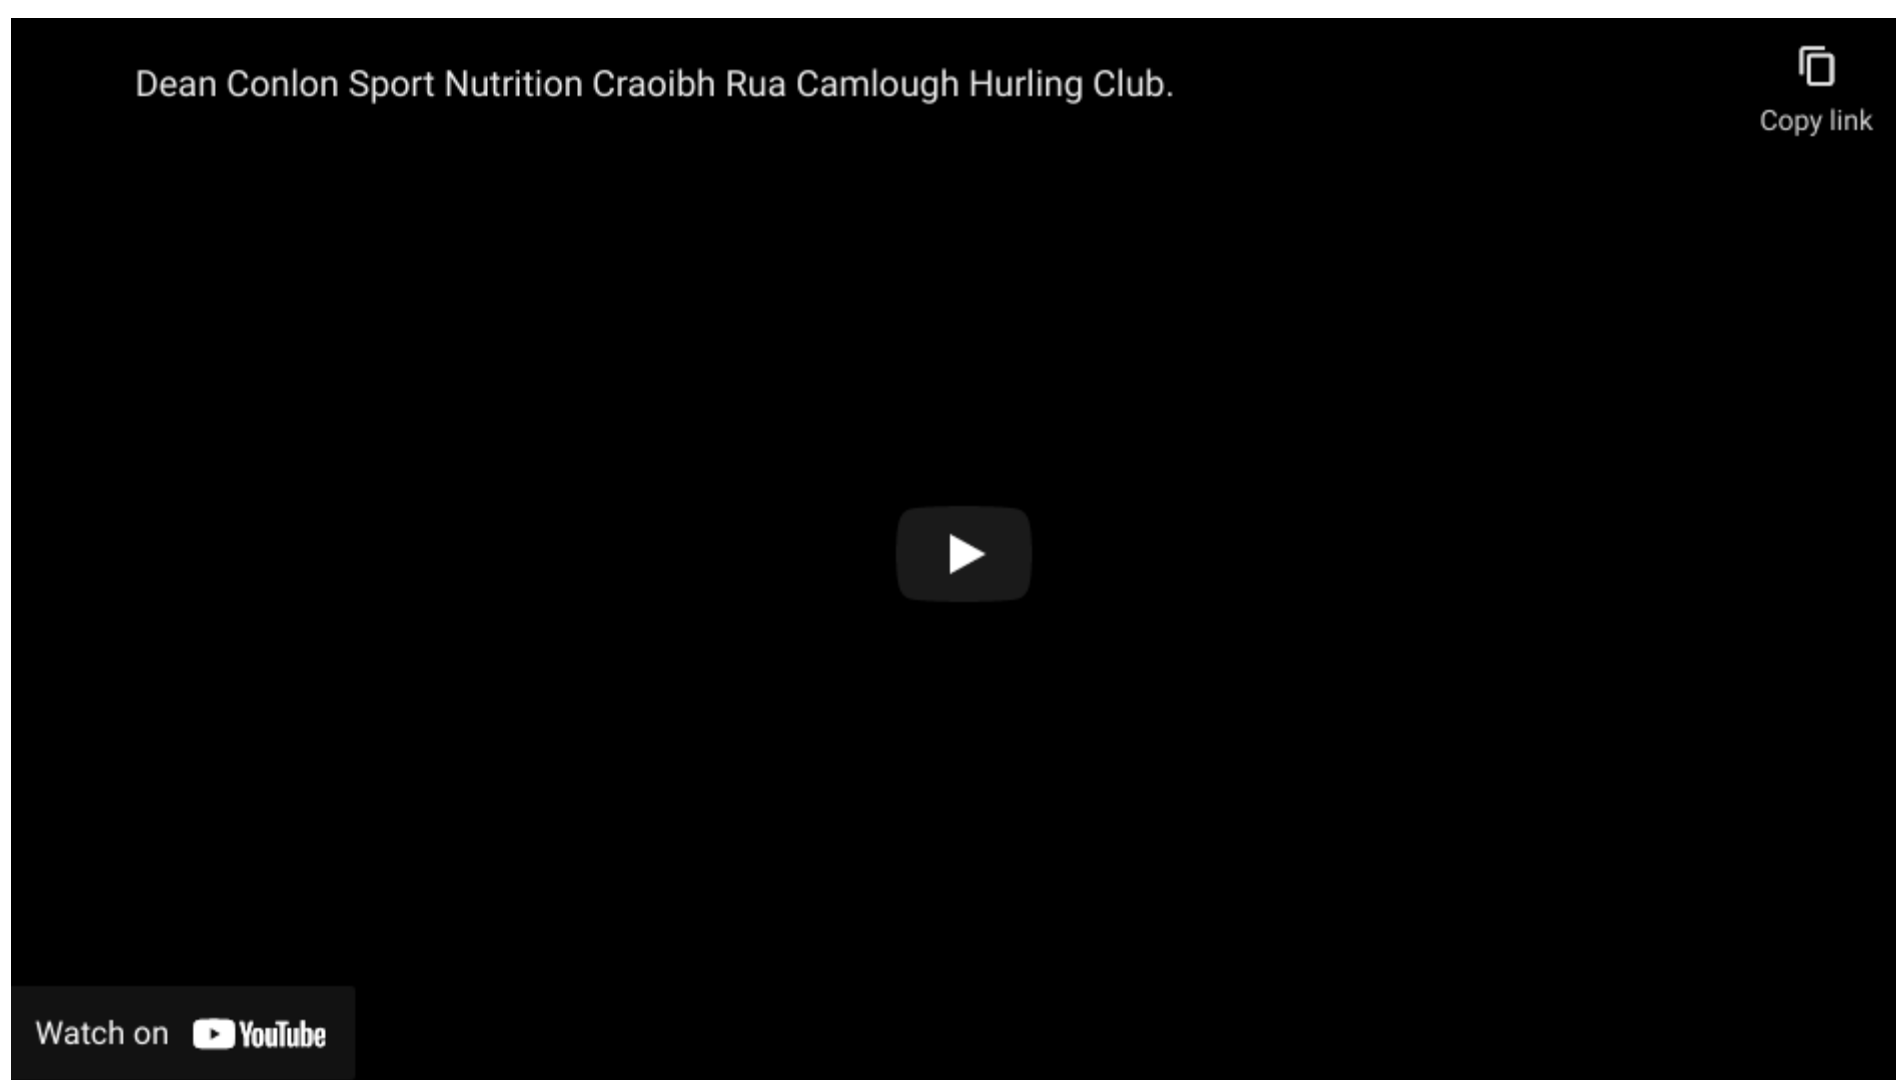 Dean Conlon Sport Nutrition Craoibh Rua Camlough Hurling Club.
Copy link
Watch on YouTube